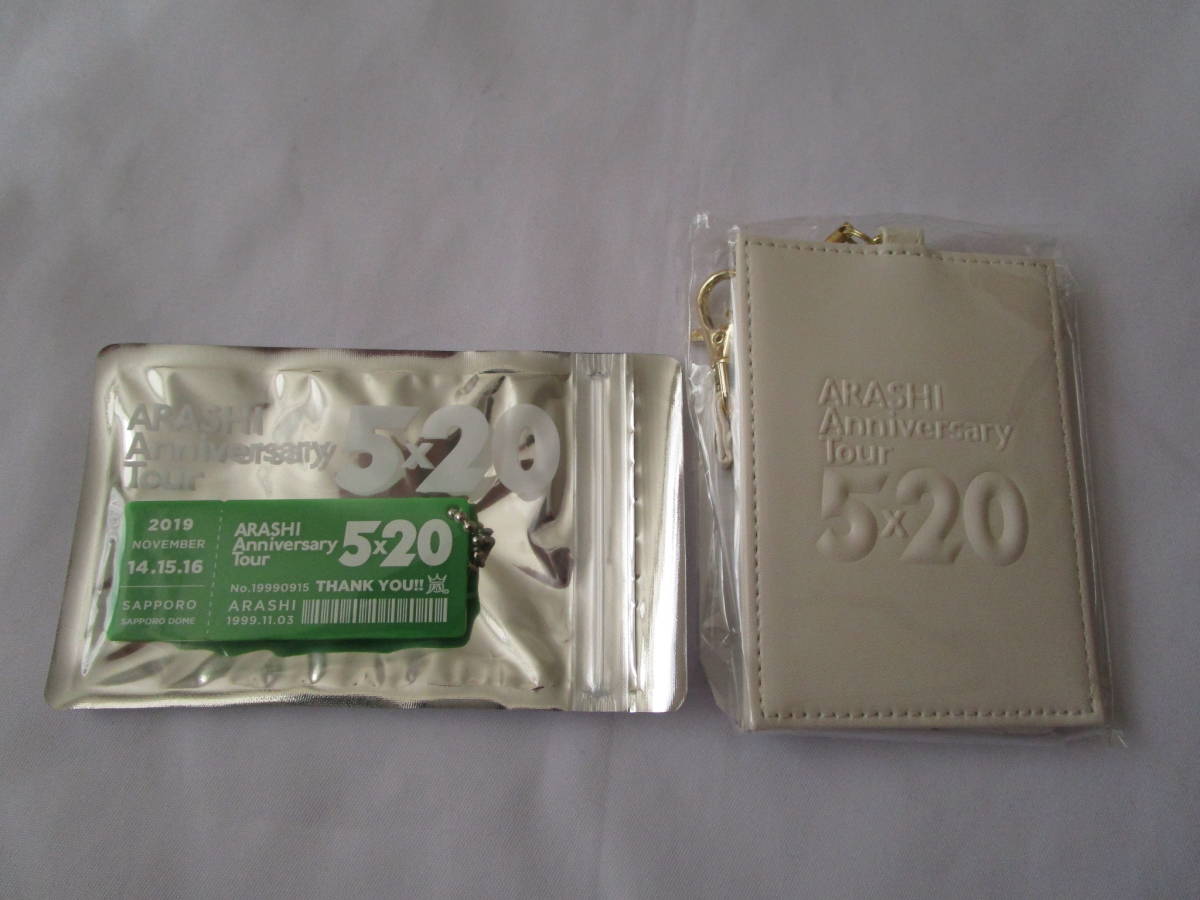 ARASHI
Anniversary
Tour
5x20
2019
NOVEMBER
14.15.16
SAPPORO
SAPPORO DOME
ARASHI
Anniversary
Tour
5x20
No.19990915 THANK YOU!! 嵐
ARASHI
1999.11.03
ARASHI
Anniversary
Tour
5x20